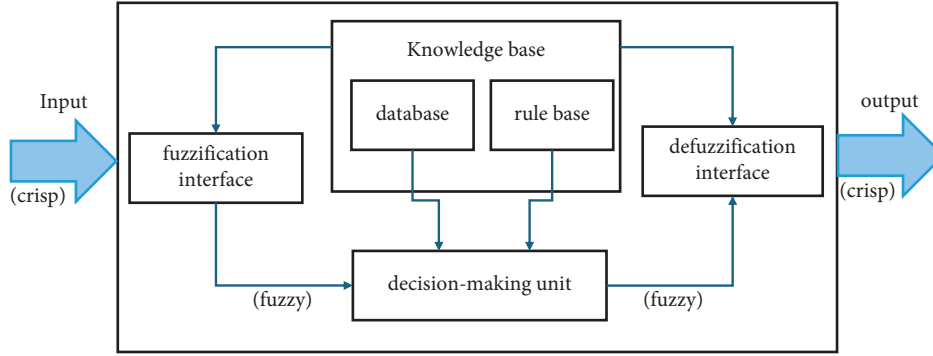 Knowledge base
Input
database
rule base
output
fuzzification
interface
defuzzification
interface
(crisp)
(crisp)
decision-making unit
(fuzzy)
(fuzzy)